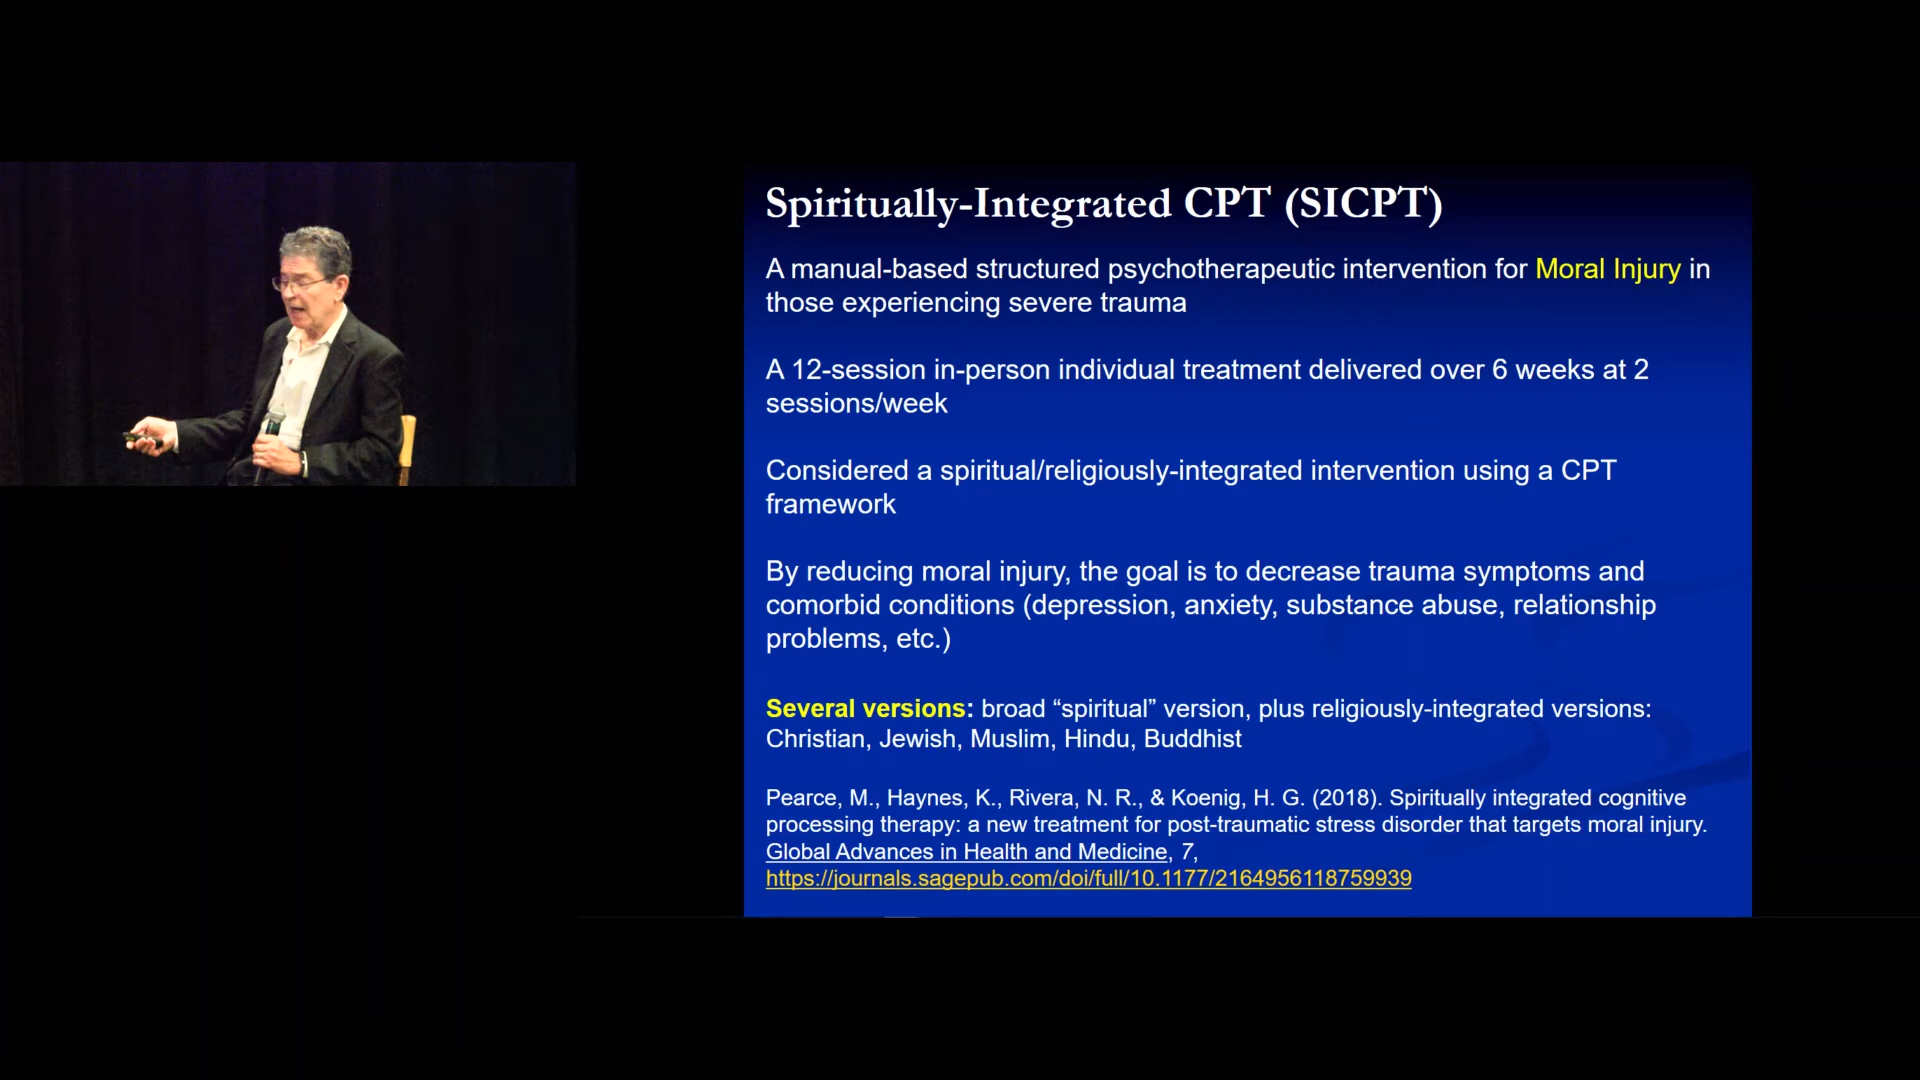 Spiritually-Integrated CPT (SICPT)
A manual-based structured psychotherapeutic intervention for Moral Injury in
those experiencing severe trauma
A 12-session in-person individual treatment delivered over 6 weeks at 2
sessions/week
Considered a spiritual/religiously-integrated intervention using a CPT
framework
By reducing moral injury, the goal is to decrease trauma symptoms and
comorbid conditions (depression, anxiety, substance abuse, relationship
problems, etc.)
Several versions: broad “spiritual” version, plus religiously-integrated versions:
Christian, Jewish, Muslim, Hindu, Buddhist
Pearce, M., Haynes, K., Rivera, N. R., & Koenig, H. G. (2018). Spiritually integrated cognitive
processing therapy: a new treatment for post-traumatic stress disorder that targets moral injury.
Global Advances in Health and Medicine, 7,
https://journals.sagepub.com/doi/full/10.1177/2164956118759939